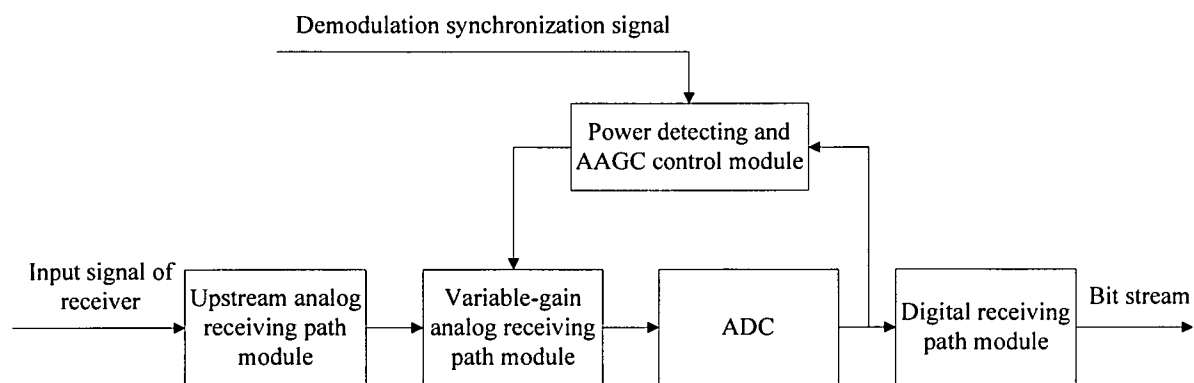 Demodulation synchronization signal
Power detecting and
AAGC control module
Input signal of
receiver
Upstream analog
receiving path
module
Variable-gain
analog receiving
path module
ADC
Digital receiving
path module
Bit stream